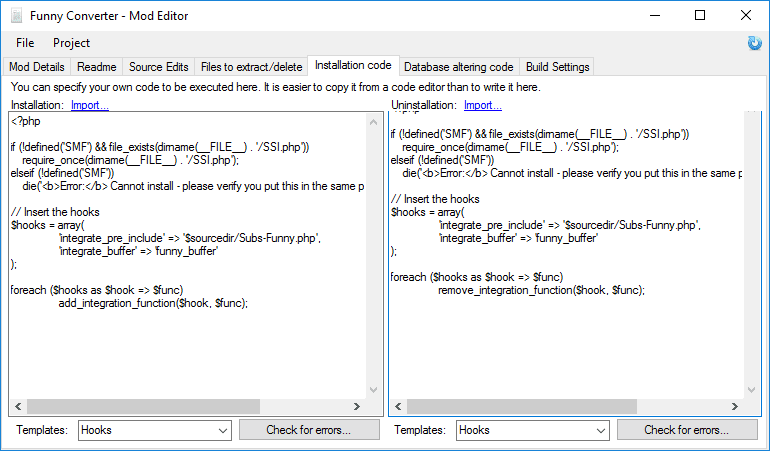 Funny Converter - Mod Editor
File Project
Mod Details Readme Source Edits Files to extract/delete Installation code Database altering code Build Settings
You can specify your own code to be executed here. It is easier to copy it from a code editor than to write it here.
Installation: Import...
<?php

if (!defined('SMF') && file_exists(dirname(__FILE__) . '/SSI.php'))
    require_once(dirname(__FILE__) . '/SSI.php');
elseif (!defined('SMF'))
    die('<b>Error:</b> Cannot install - please verify you put this in the same p

// Insert the hooks
$hooks = array(
        'integrate_pre_include' => '$sourcedir/Subs-Funny.php',
        'integrate_buffer' => 'funny_buffer'
);

foreach ($hooks as $hook => $func)
        add_integration_function($hook, $func);
Templates: Hooks Check for errors...
Uninstallation: Import...
<?php

if (!defined('SMF') && file_exists(dirname(__FILE__) . '/SSI.php'))
    require_once(dirname(__FILE__) . '/SSI.php');
elseif (!defined('SMF'))
    die('<b>Error:</b> Cannot install - please verify you put this in the same p

// Insert the hooks
$hooks = array(
        'integrate_pre_include' => '$sourcedir/Subs-Funny.php',
        'integrate_buffer' => 'funny_buffer'
);

foreach ($hooks as $hook => $func)
        remove_integration_function($hook, $func);
Templates: Hooks Check for errors...